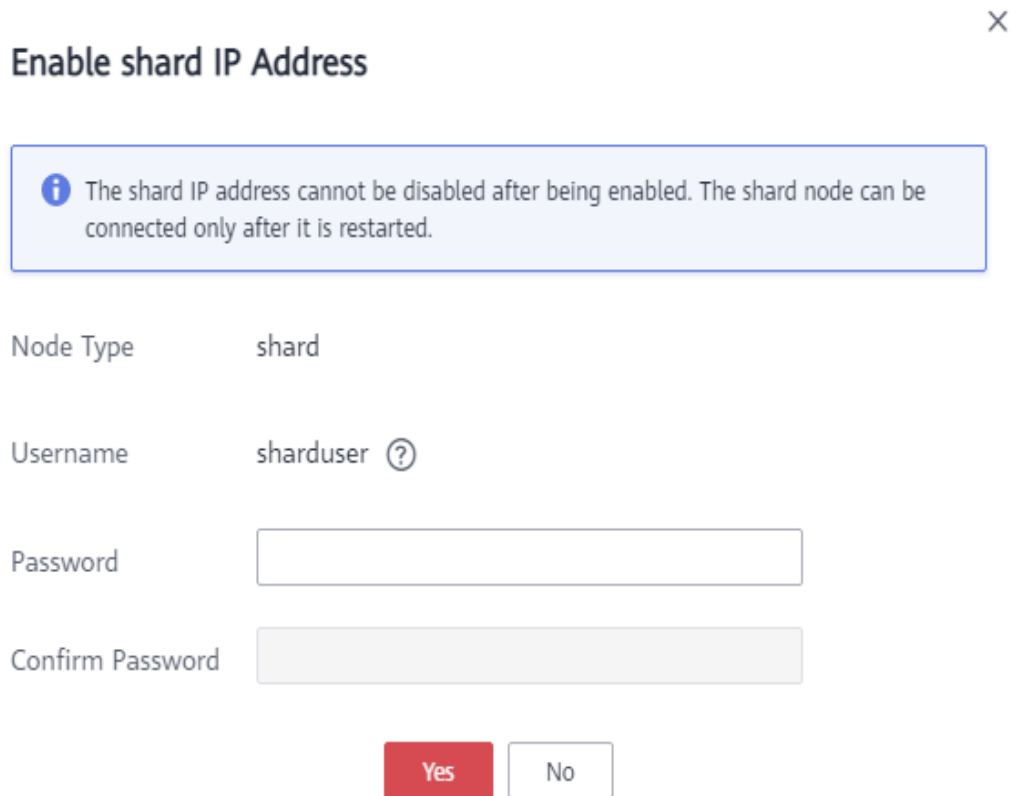 Enable shard IP Address
The shard IP address cannot be disabled after being enabled. The shard node can be
connected only after it is restarted.
Node Type shard
Username sharduser
Password
Confirm Password
Yes No